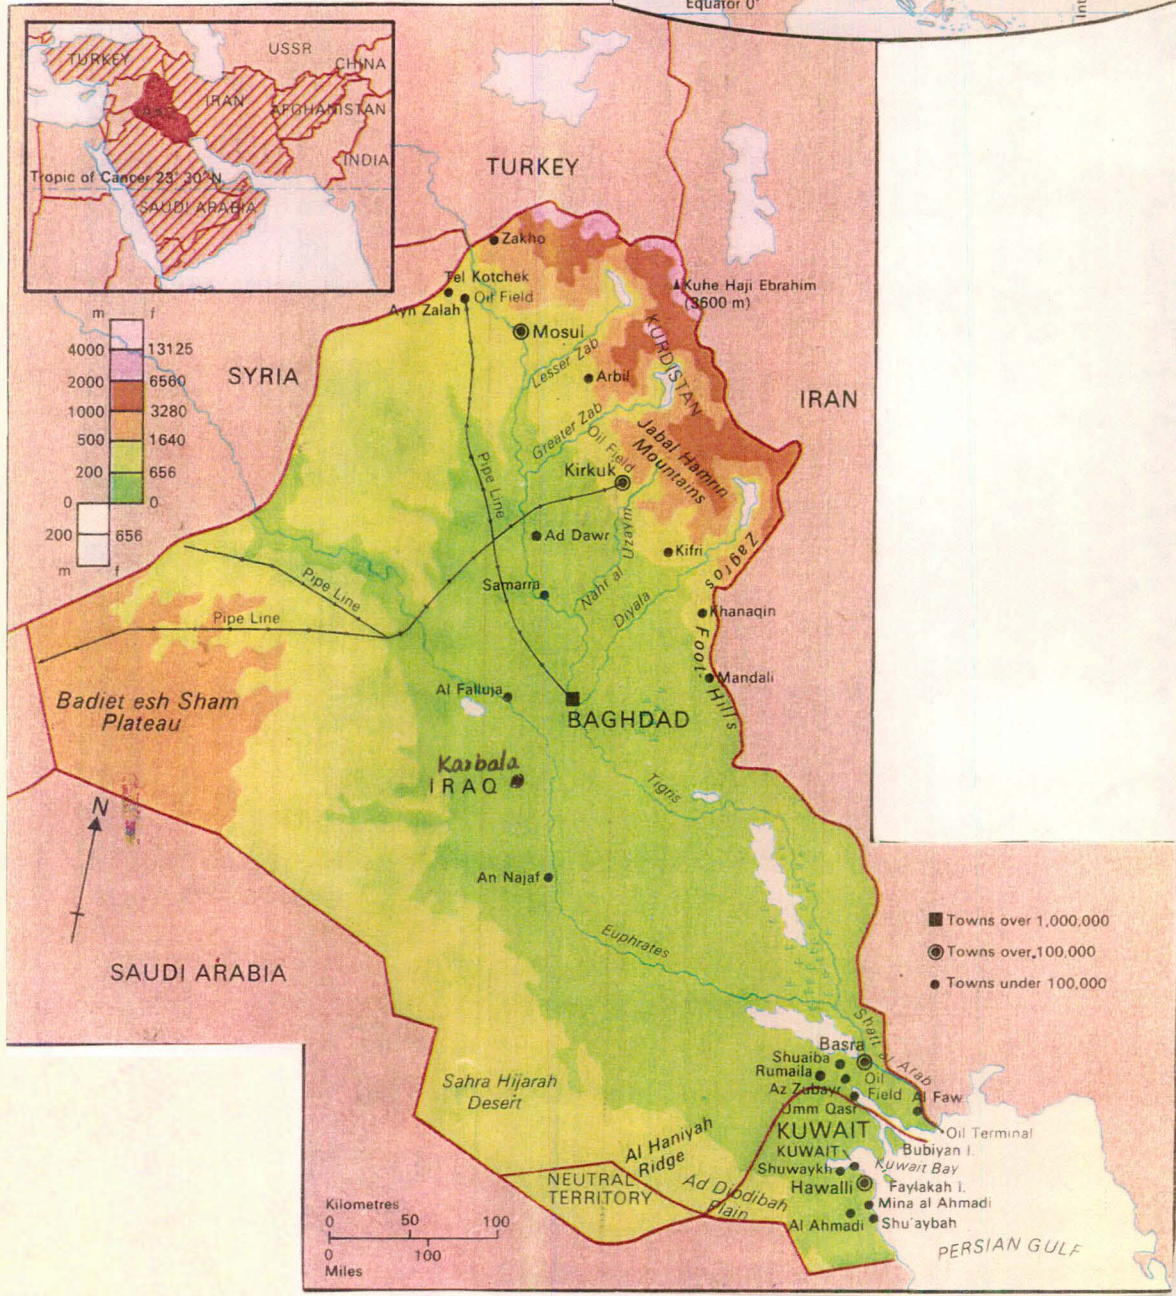 Equator 0°
Int
USSR
TURKEY
CHINA
IRAN
AFGHANISTAN
INDIA
Tropic of Cancer 23° 30' N
SAUDI ARABIA
TURKEY
Zakho
Tel Kotchek
Oil Field
Ayn Zalah
Kuhe Haji Ebrahim
(3600 m)
Mosul
KURDISTAN
Lesser Zab
Arbil
SYRIA
IRAN
m f
4000 13125
2000 6560
1000 3280
500 1640
200 656
0 0
200 656
m f
Greater Zab
Oil Field
Jabal Hamrin
Mountains
Kirkuk
Pipe Line
Ad Dawr
Nahr al Uzaym
Kifri
Zagros
Foot-Hills
Samarra
Diyala
Khanaqin
Pipe Line
Pipe Line
Mandali
Badiet esh Sham
Plateau
Al Falluja
BAGHDAD
Karbala
IRAQ
Tigris
N
An Najaf
Euphrates
Towns over 1,000,000
Towns over 100,000
Towns under 100,000
SAUDI ARABIA
Shatt al Arab
Basra
Shuaiba
Rumaila
Oil
Field
Az Zubayr
Al Faw
Umm Qasr
Sahra Hijarah
Desert
KUWAIT
Oil Terminal
Al Haniyah
Ridge
KUWAIT
Bubiyan I.
Kuwait Bay
Shuwaykh
NEUTRAL
TERRITORY
Ad Dibdibah
Plain
Hawalli
Faylakah I.
Mina al Ahmadi
Al Ahmadi
Shu'aybah
PERSIAN GULF
Kilometres
0 50 100
0 100
Miles